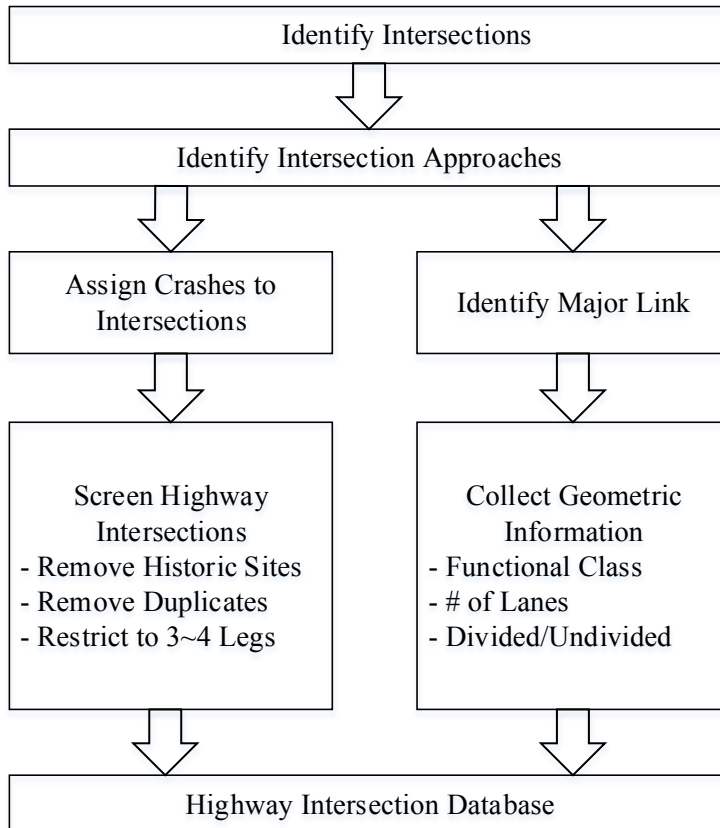 Identify Intersections
Identify Intersection Approaches
Assign Crashes to
Intersections
Identify Major Link
Screen Highway
Intersections
- Remove Historic Sites
- Remove Duplicates
- Restrict to 3~4 Legs
Collect Geometric
Information
- Functional Class
- # of Lanes
- Divided/Undivided
Highway Intersection Database